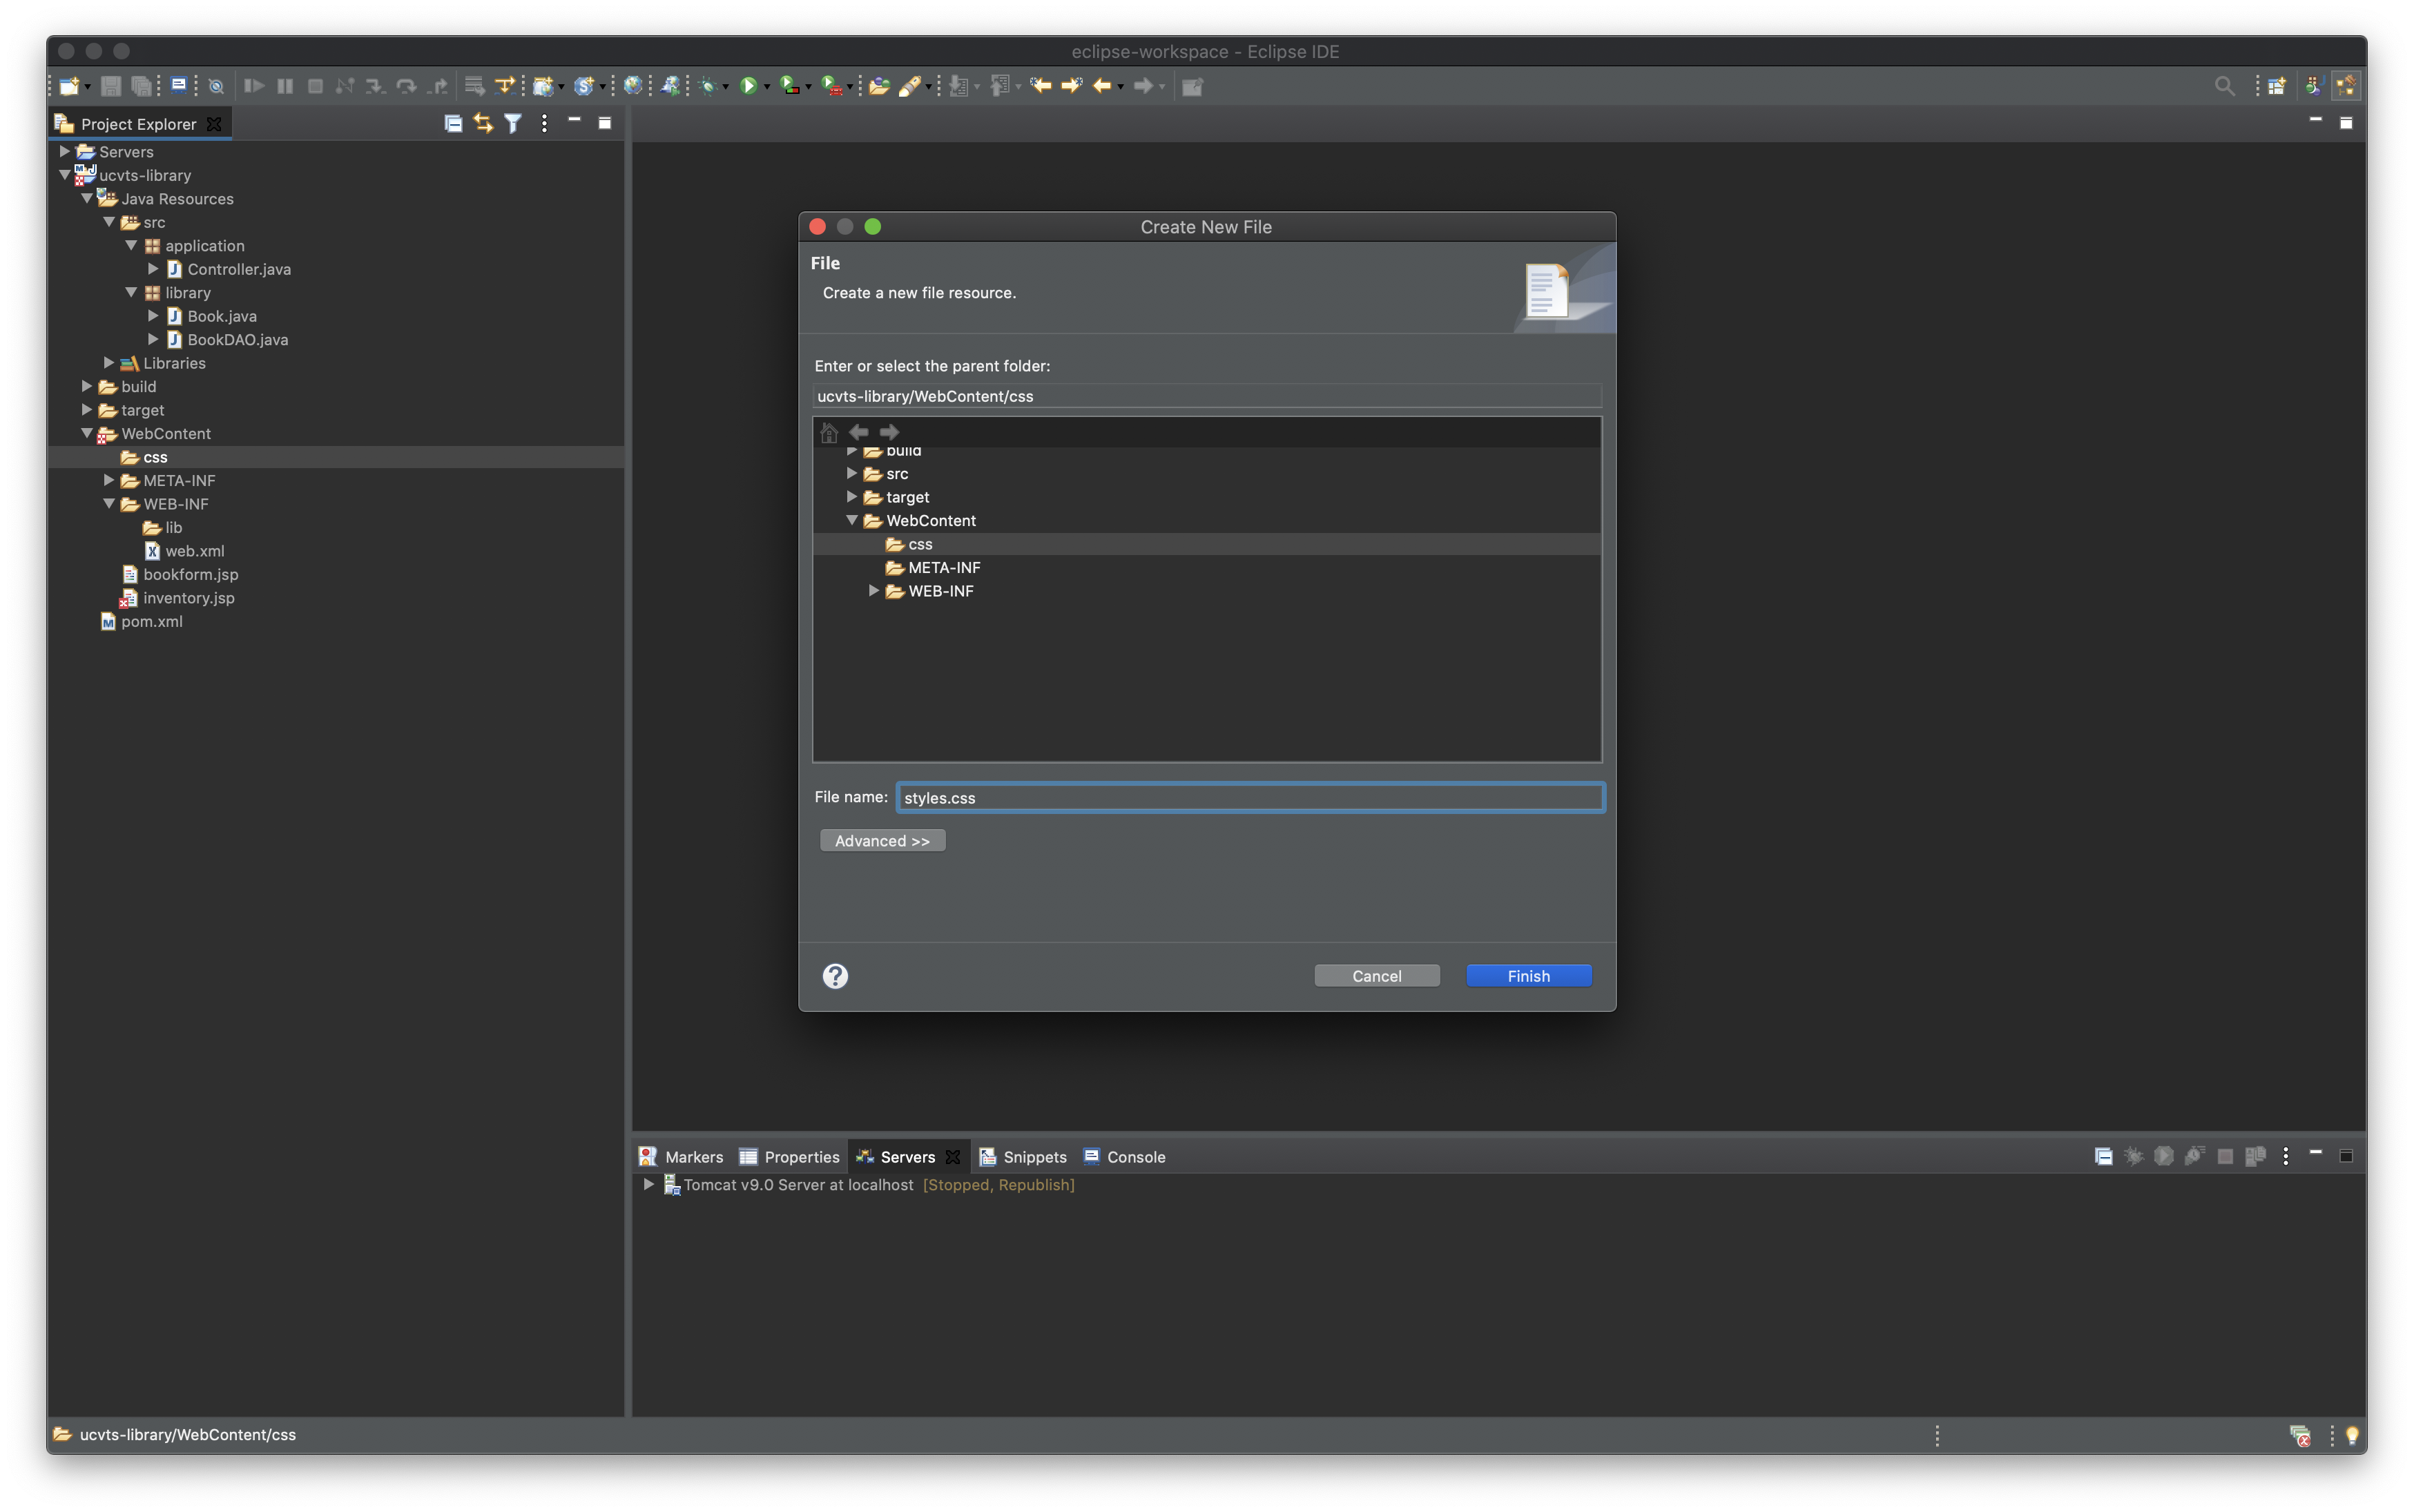 eclipse-workspace - Eclipse IDE
Project Explorer
Servers
ucvts-library
Java Resources
src
application
Controller.java
library
Book.java
BookDAO.java
Libraries
build
target
WebContent
css
META-INF
WEB-INF
lib
web.xml
bookform.jsp
inventory.jsp
pom.xml
Create New File
File
Create a new file resource.
Enter or select the parent folder:
ucvts-library/WebContent/css
build
src
target
WebContent
css
META-INF
WEB-INF
File name: styles.css
Advanced >>
?
Cancel Finish
Markers Properties Servers Snippets Console
Tomcat v9.0 Server at localhost [Stopped, Republish]
ucvts-library/WebContent/css